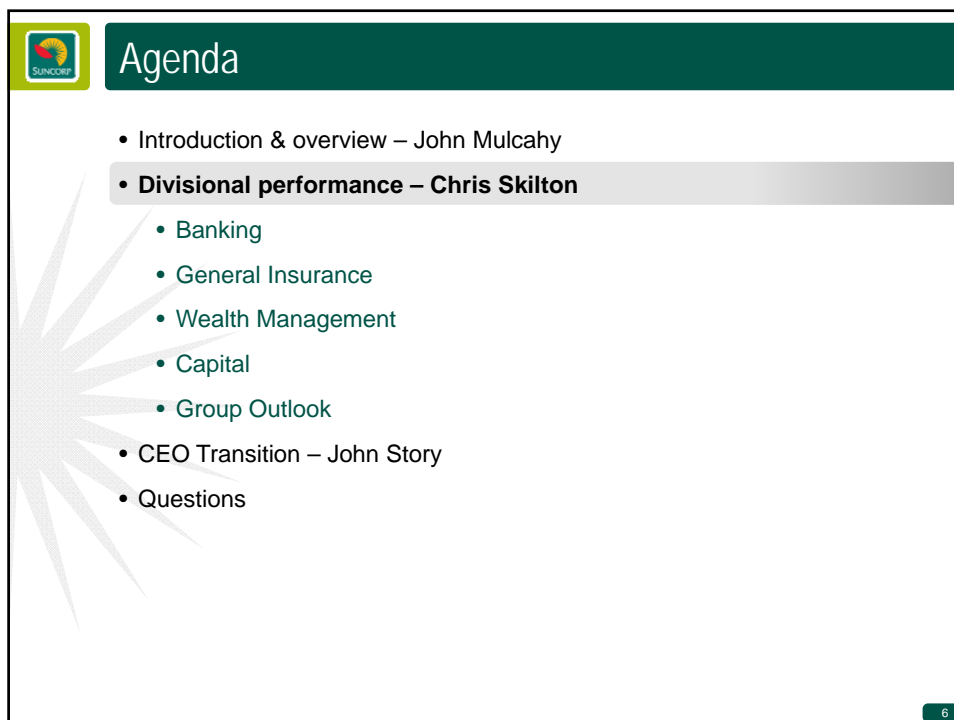 SUNCORP
Agenda
• Introduction & overview – John Mulcahy
• Divisional performance – Chris Skilton
• Banking
• General Insurance
• Wealth Management
• Capital
• Group Outlook
• CEO Transition – John Story
• Questions
6